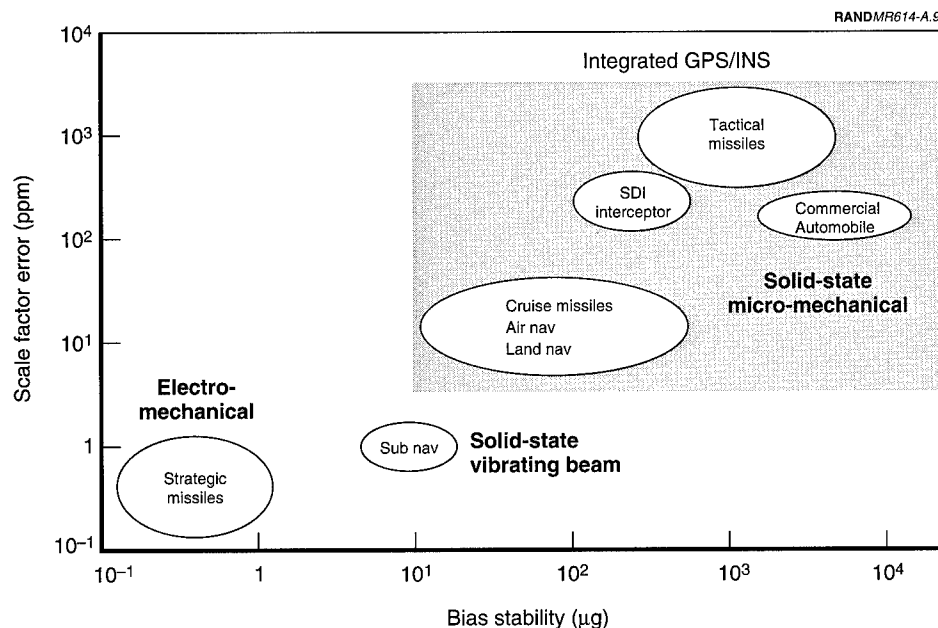 RANDMR614-A.9
10⁴
Integrated GPS/INS
Tactical
missiles
10³
SDI
interceptor
Commercial
Automobile
10²
Scale factor error (ppm)
Solid-state
micro-mechanical
Cruise missiles
Air nav
Land nav
10¹
Electro-
mechanical
1
Sub nav
Solid-state
vibrating beam
Strategic
missiles
10⁻¹
10⁻¹ 1 10¹ 10² 10³ 10⁴
Bias stability (μg)